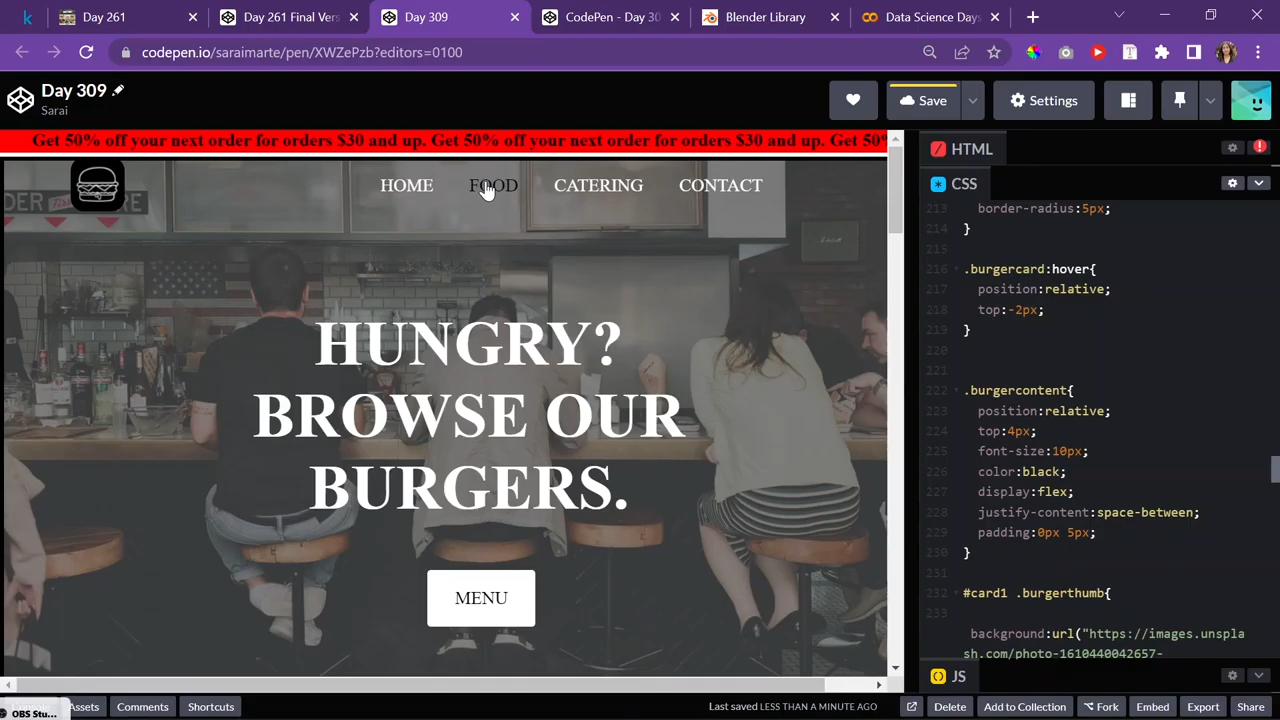 Day 261
Day 261 Final Vers
Day 309
CodePen - Day 30
Blender Library
Data Science Days
codepen.io/saraimarte/pen/XWZePzb?editors=0100
Day 309
Sarai
Save
Settings
Get 50% off your next order for orders $30 and up. Get 50% off your next order for orders $30 and up. Get 50%
HOME
FOOD
CATERING
CONTACT
HUNGRY?
BROWSE OUR
BURGERS.
MENU
HTML
CSS
213 border-radius:5px;
214 }
215
216 .burgercard:hover{
217 position:relative;
218 top:-2px;
219 }
220
221
222 .burgercontent{
223 position:relative;
224 top:4px;
225 font-size:10px;
226 color:black;
227 display:flex;
228 justify-content:space-between;
229 padding:0px 5px;
230 }
231
232 #card1 .burgerthumb{
233
background:url("https://images.unspla
sh.com/photo-1610440042657-
JS
OBS Stu...
Assets
Comments
Shortcuts
Last saved LESS THAN A MINUTE AGO
Delete
Add to Collection
Fork
Embed
Export
Share